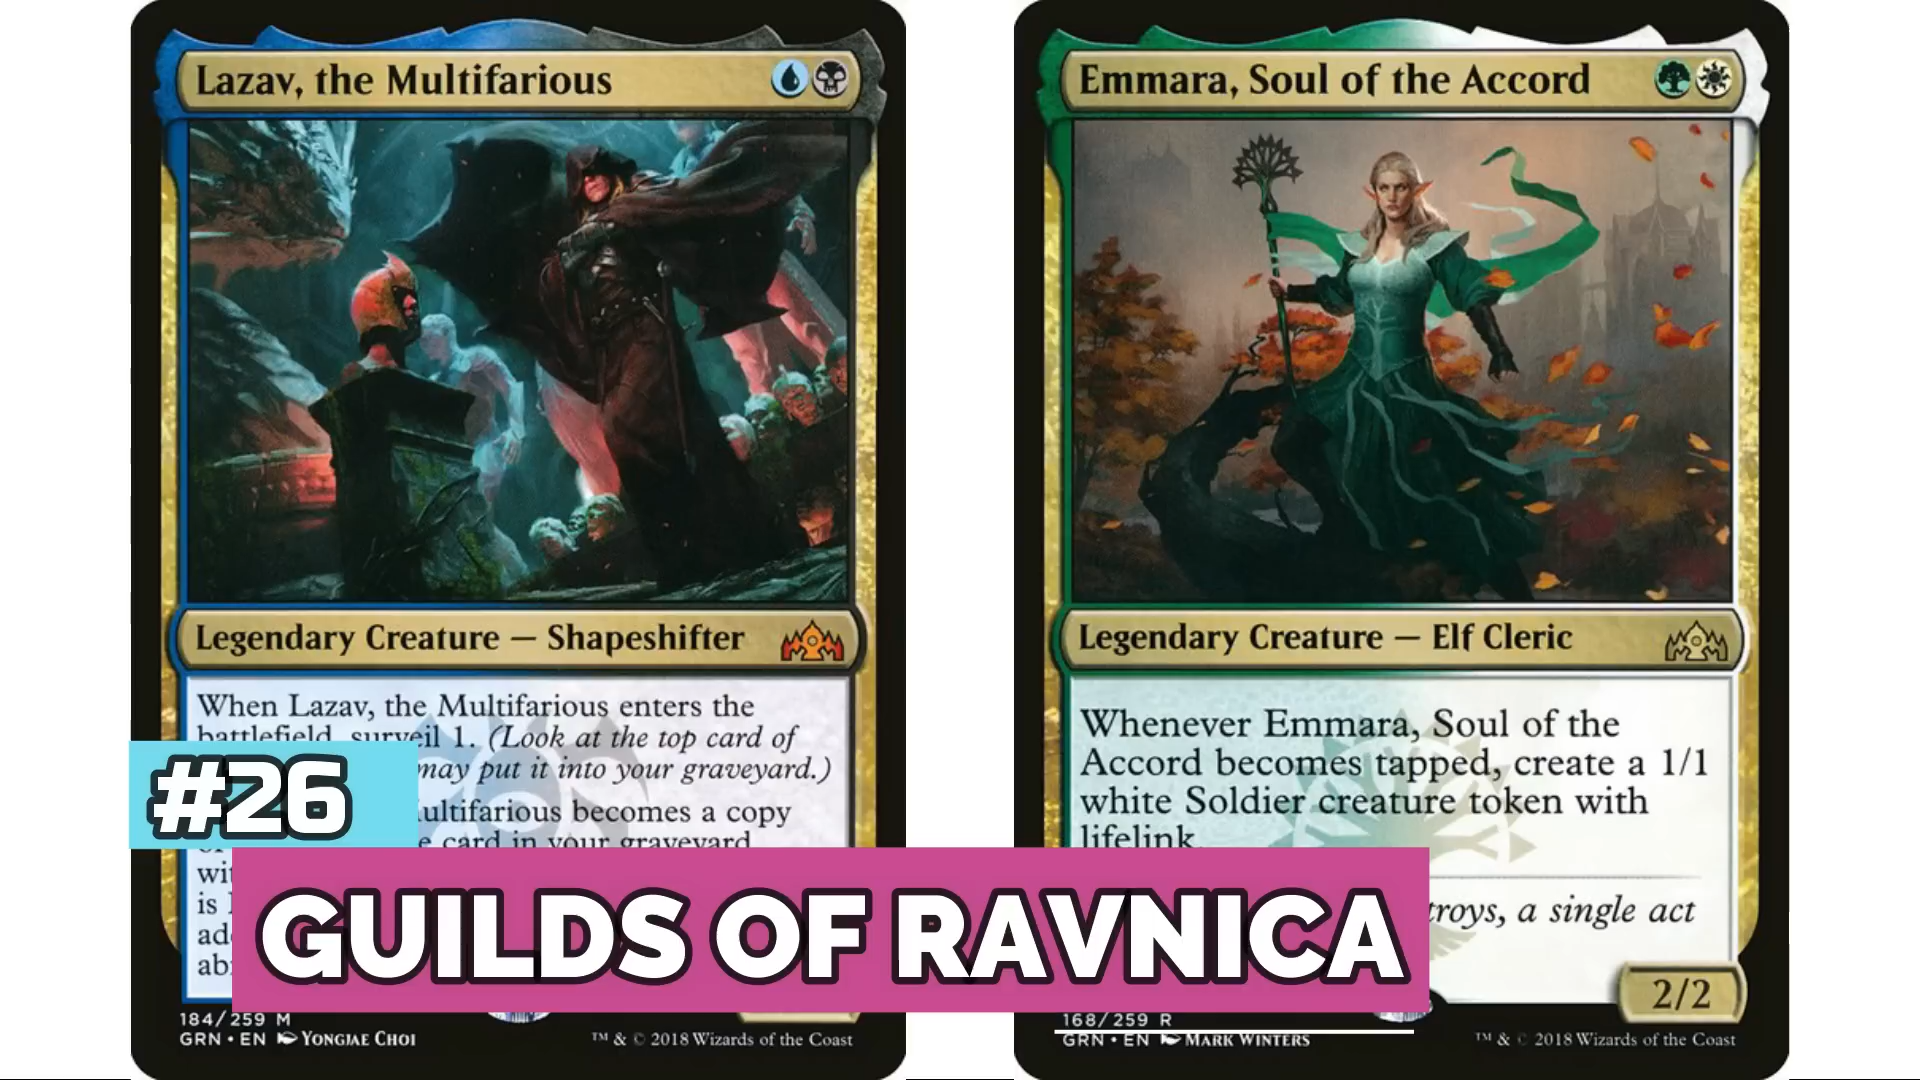 Lazav, the Multifarious
Legendary Creature — Shapeshifter
When Lazav, the Multifarious enters the
battlefield, surveil 1. (Look at the top card of
may put it into your graveyard.)
ultifarious becomes a copy
e card in your graveyard
wit
is
ad
ab
184/259 M
GRN • EN YONGJAE CHOI
™ & © 2018 Wizards of the Coast
Emmara, Soul of the Accord
Legendary Creature — Elf Cleric
Whenever Emmara, Soul of the
Accord becomes tapped, create a 1/1
white Soldier creature token with
lifelink.
troys, a single act
2/2
168/259 R
GRN • EN MARK WINTERS
™ & © 2018 Wizards of the Coast
#26
GUILDS OF RAVNICA